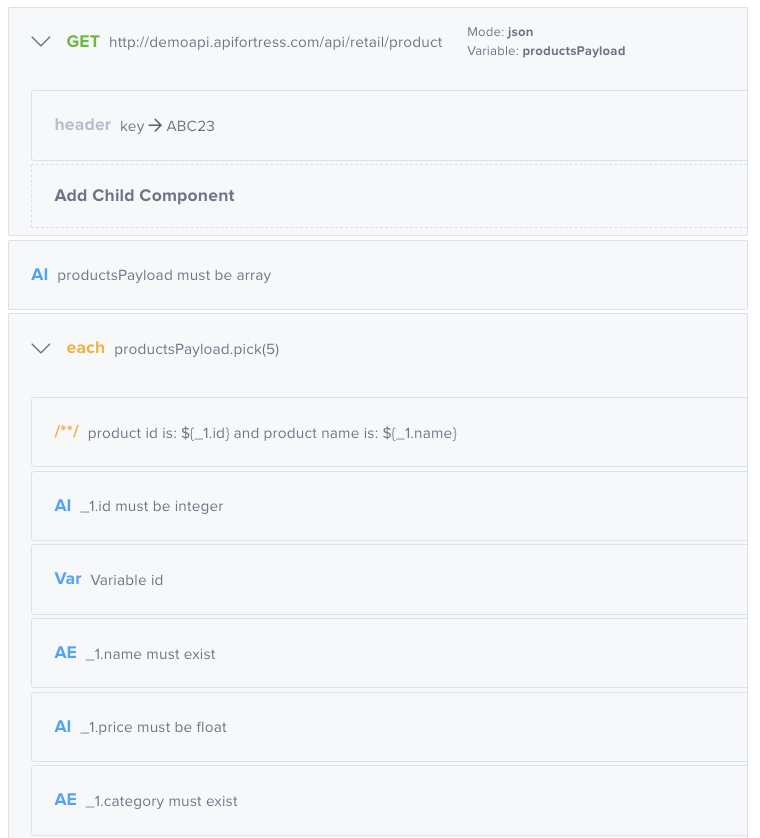 GET http://demoapi.apifortress.com/api/retail/product Mode: json
Variable: productsPayload
header key → ABC23
Add Child Component
AI productsPayload must be array
each productsPayload.pick(5)
/**/ product id is: ${_1.id} and product name is: ${_1.name}
AI _1.id must be integer
Var Variable id
AE _1.name must exist
AI _1.price must be float
AE _1.category must exist